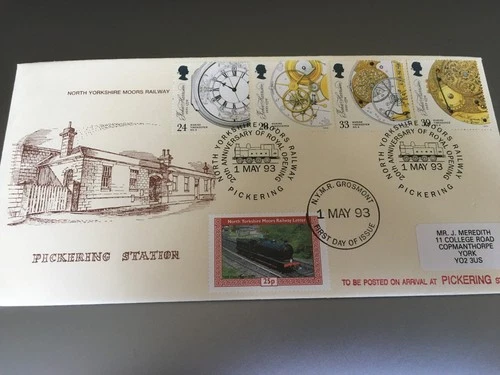 NORTH YORKSHIRE MOORS RAILWAY
24
28
33
39
NORTH YORKSHIRE MOORS RAILWAY
20TH ANNIVERSARY OF ROYAL OPENING
1 MAY 93
PICKERING
NORTH YORKSHIRE MOORS RAILWAY
20TH ANNIVERSARY OF ROYAL OPENING
1 MAY 93
PICKERING
N.Y.M.R. GROSMONT
1 MAY 93
FIRST DAY OF ISSUE
North Yorkshire Moors Railway Letter
25p
PICKERING STATION
MR. J. MEREDITH
11 COLLEGE ROAD
COPMANTHORPE
YORK
YO2 3US
TO BE POSTED ON ARRIVAL AT PICKERING